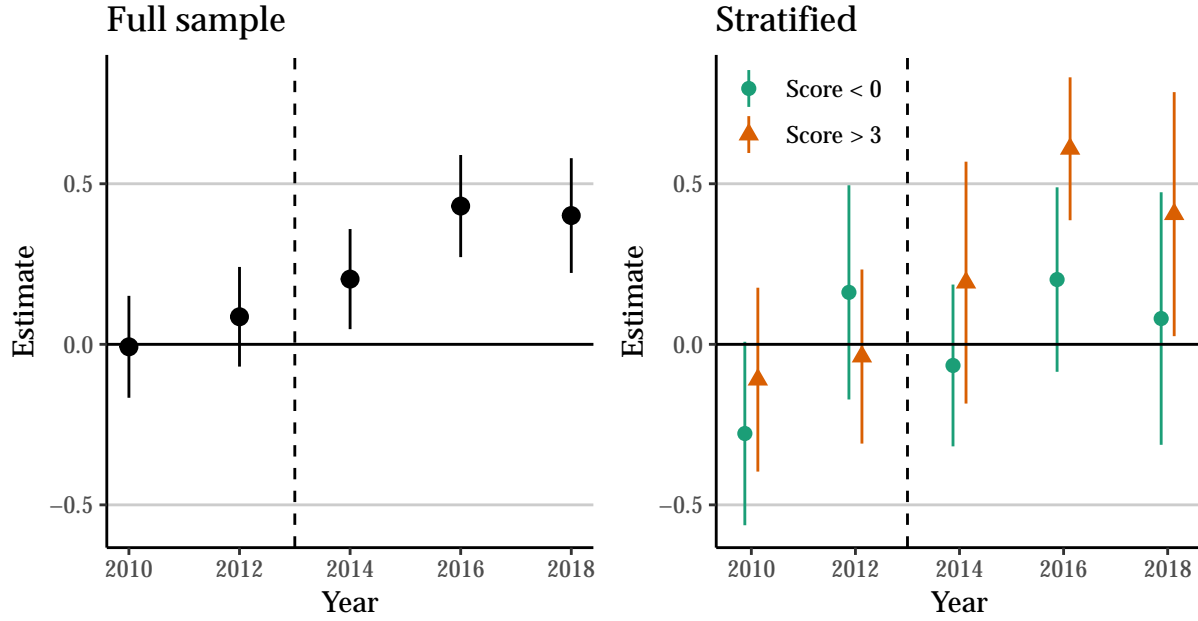 Full sample
Estimate
0.5
0.0
−0.5
2010 2012 2014 2016 2018
Year
Stratified
Score < 0
Score > 3
Estimate
0.5
0.0
−0.5
2010 2012 2014 2016 2018
Year